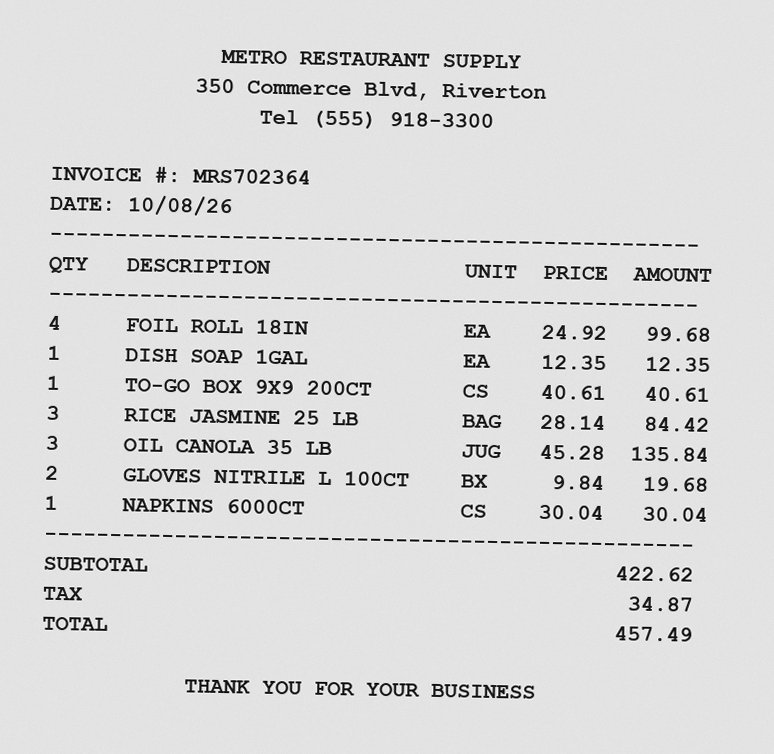 METRO RESTAURANT SUPPLY
350 Commerce Blvd, Riverton
Tel (555) 918-3300
INVOICE #: MRS702364
DATE: 10/08/26
--------------------------------------------------
QTY DESCRIPTION UNIT PRICE AMOUNT
--------------------------------------------------
4 FOIL ROLL 18IN EA 24.92 99.68
1 DISH SOAP 1GAL EA 12.35 12.35
1 TO-GO BOX 9X9 200CT CS 40.61 40.61
3 RICE JASMINE 25 LB BAG 28.14 84.42
3 OIL CANOLA 35 LB JUG 45.28 135.84
2 GLOVES NITRILE L 100CT BX 9.84 19.68
1 NAPKINS 6000CT CS 30.04 30.04
--------------------------------------------------
SUBTOTAL 422.62
TAX 34.87
TOTAL 457.49
THANK YOU FOR YOUR BUSINESS